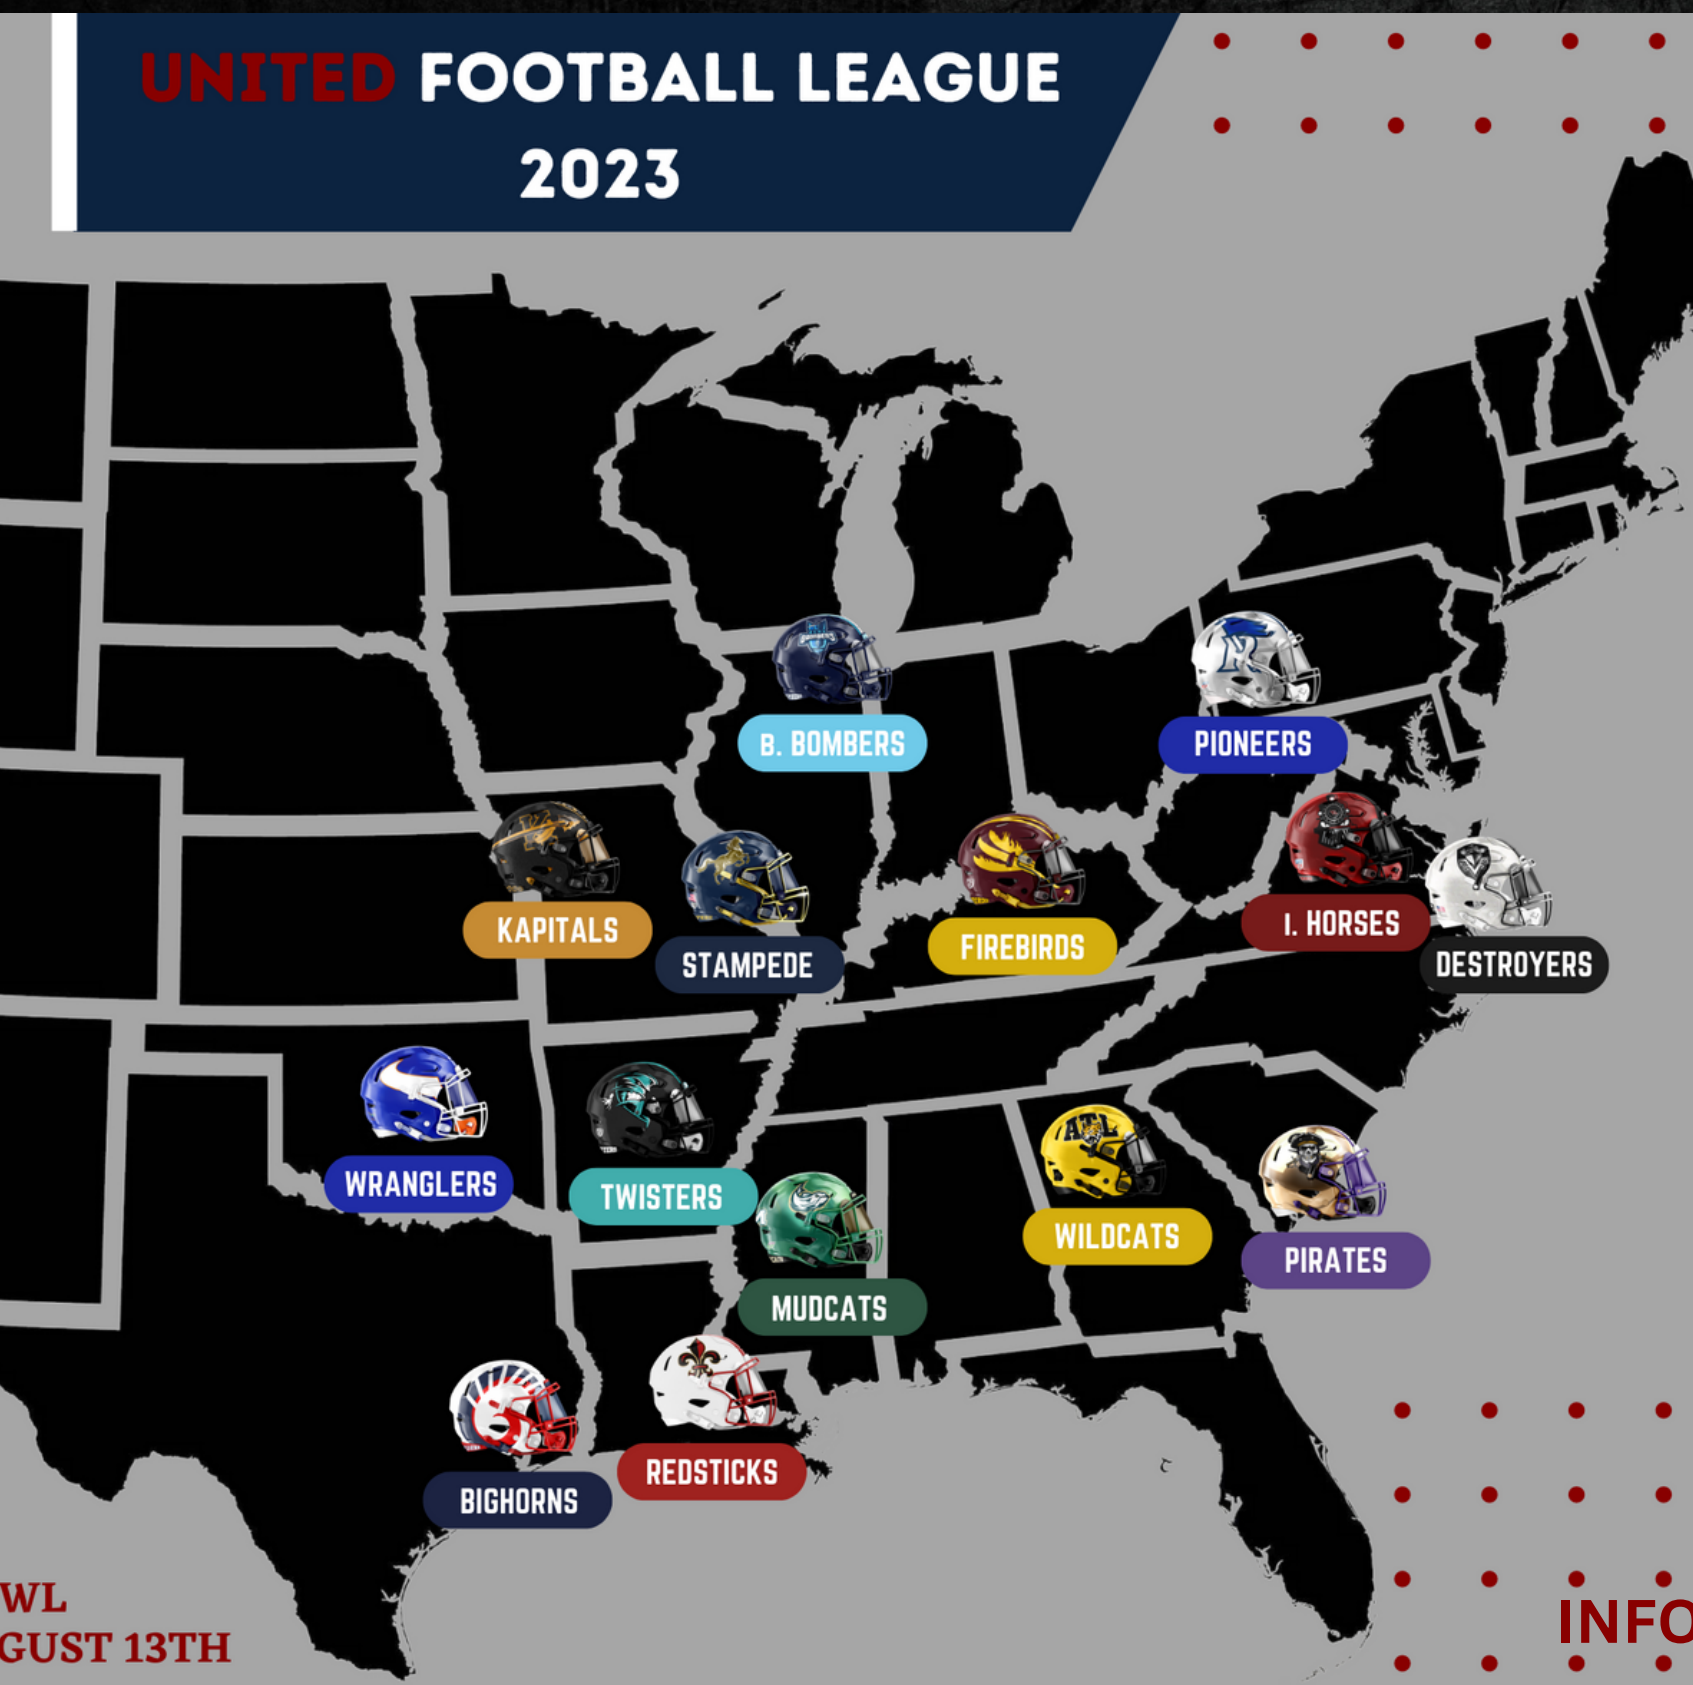 UNITED FOOTBALL LEAGUE
2023
B. BOMBERS
PIONEERS
KAPITALS
STAMPEDE
FIREBIRDS
I. HORSES
DESTROYERS
WRANGLERS
TWISTERS
ATL
WILDCATS
PIRATES
MUDCATS
BIGHORNS
REDSTICKS
WL
GUST 13TH
INFO